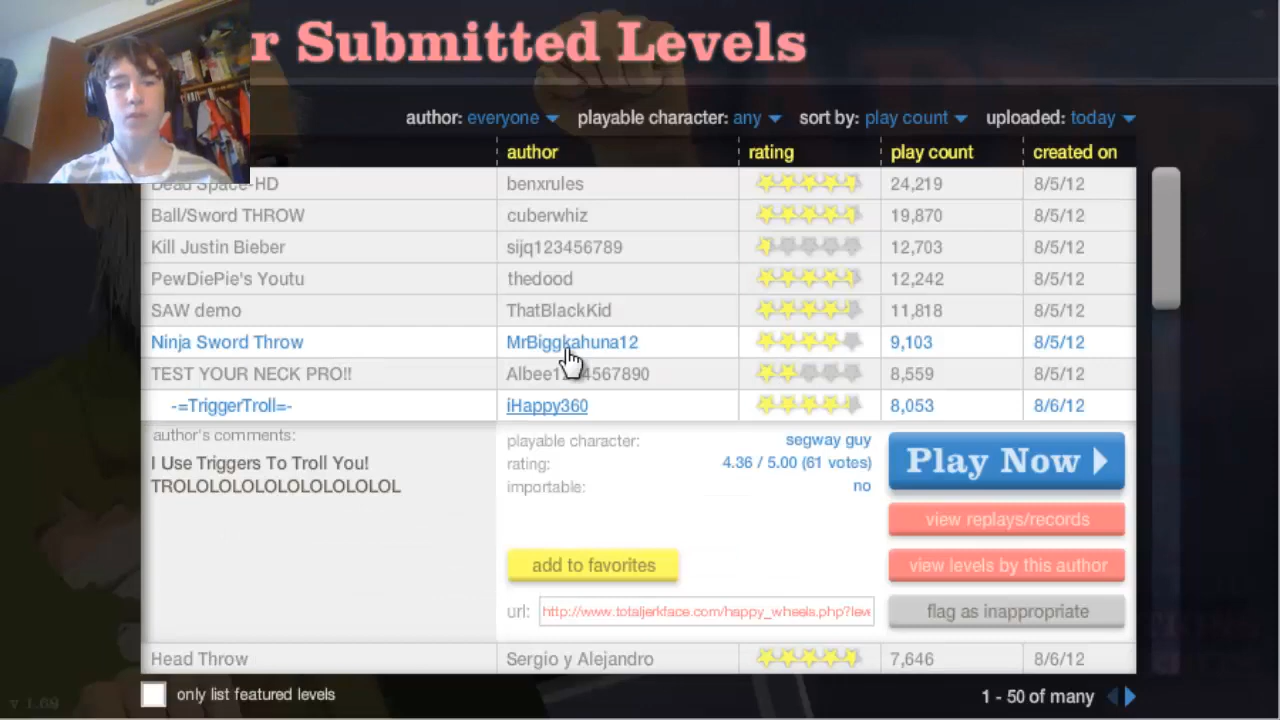 r Submitted Levels
author: everyone playable character: any sort by: play count uploaded: today
author rating play count created on
Dead Space-HD benxrules 24,219 8/5/12
Ball/Sword THROW cuberwhiz 19,870 8/5/12
Kill Justin Bieber sijq123456789 12,703 8/5/12
PewDiePie's Youtu thedood 12,242 8/5/12
SAW demo ThatBlackKid 11,818 8/5/12
Ninja Sword Throw MrBiggkahuna12 9,103 8/5/12
TEST YOUR NECK PRO!! 8,559 8/5/12
-=TriggerTroll=- iHappy360 8,053 8/6/12
author's comments:
I Use Triggers To Troll You!
TROLOLOLOLOLOLOLOLOL
playable character: segway guy
rating: 4.36 / 5.00 (61 votes)
importable: no
Play Now
view replays/records
add to favorites
view levels by this author
url: http://www.totaljerkface.com/happy_wheels.php?lev
flag as inappropriate
Head Throw Sergio y Alejandro 7,646 8/6/12
only list featured levels
1 - 50 of many
v 1.09